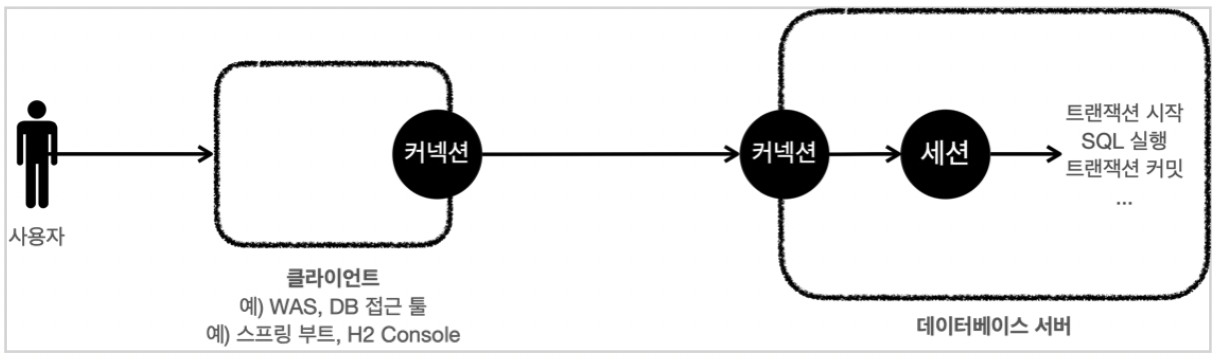 사용자
클라이언트
예) WAS, DB 접근 툴
예) 스프링 부트, H2 Console
커넥션
커넥션
세션
트랜잭션 시작
SQL 실행
트랜잭션 커밋
...
데이터베이스 서버